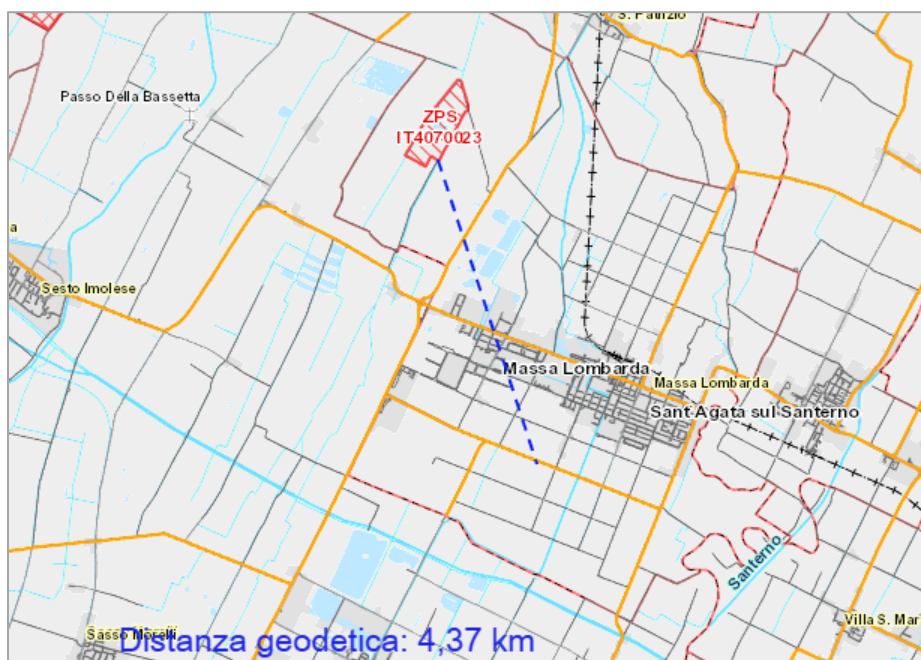 S. Patrizio
Passo Della Bassetta
ZPS
IT4070023
a
Sesto Imolese
Massa Lombarda
Massa Lombarda
Sant'Agata sul Santerno
Santerno
Villa S. Mar
Sasso Morelli
Distanza geodetica: 4,37 km